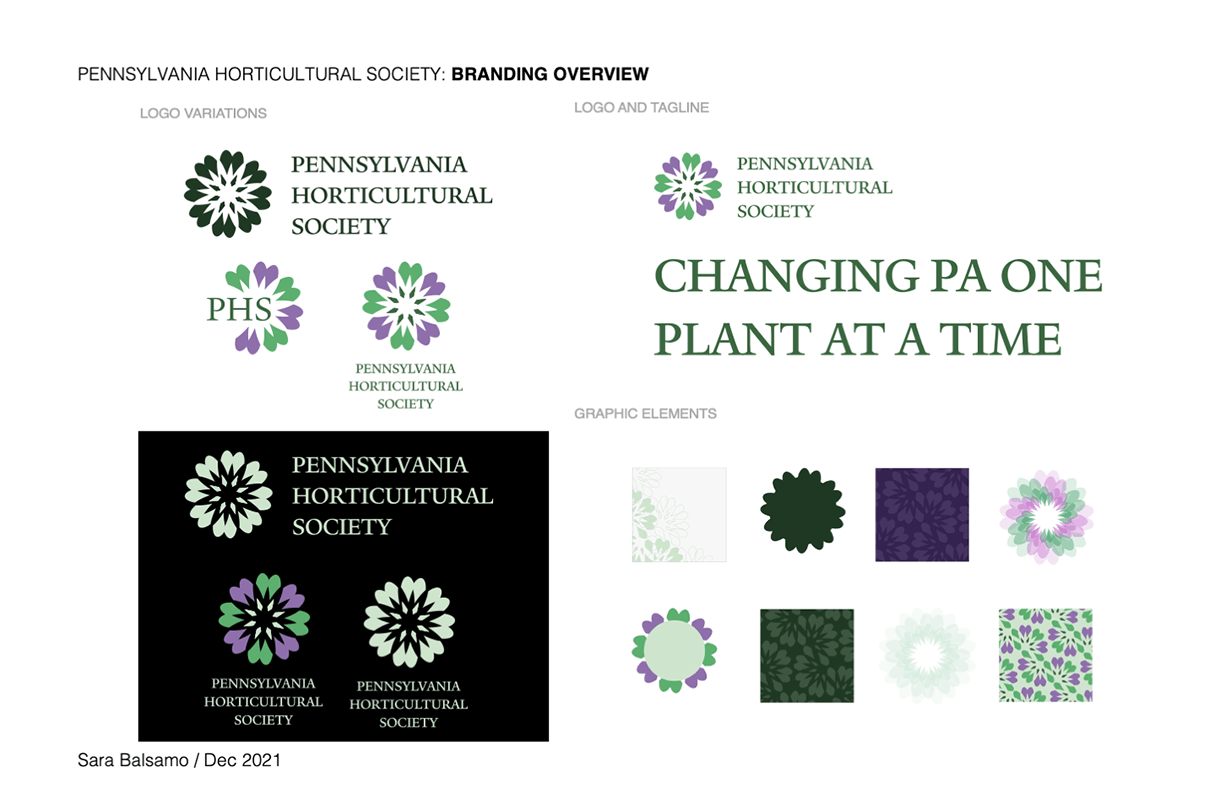 PENNSYLVANIA HORTICULTURAL SOCIETY: BRANDING OVERVIEW
LOGO VARIATIONS
PENNSYLVANIA
HORTICULTURAL
SOCIETY
PHS
PENNSYLVANIA
HORTICULTURAL
SOCIETY
PENNSYLVANIA
HORTICULTURAL
SOCIETY
PENNSYLVANIA
HORTICULTURAL
SOCIETY
PENNSYLVANIA
HORTICULTURAL
SOCIETY
LOGO AND TAGLINE
PENNSYLVANIA
HORTICULTURAL
SOCIETY
CHANGING PA ONE
PLANT AT A TIME
GRAPHIC ELEMENTS
Sara Balsamo / Dec 2021